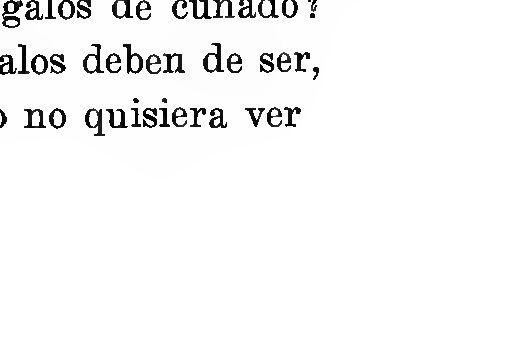 galos de cuñado?
alos deben de ser,
o no quisiera ver